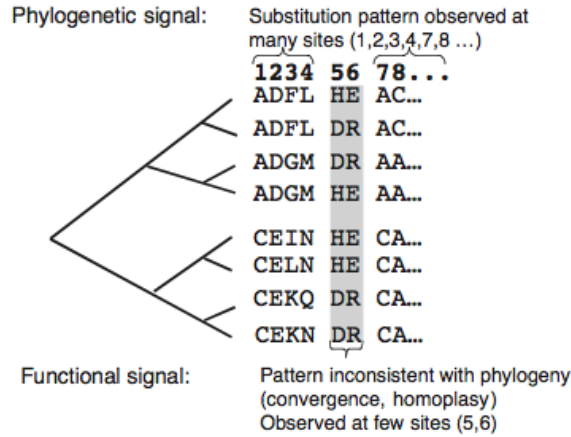 Phylogenetic signal: Substitution pattern observed at
many sites (1,2,3,4,7,8 ...)
1234 56 78...
ADFL HE AC...
ADFL DR AC...
ADGM DR AA...
ADGM HE AA...
CEIN HE CA...
CELN HE CA...
CEKQ DR CA...
CEKN DR CA...
Functional signal: Pattern inconsistent with phylogeny
(convergence, homoplasy)
Observed at few sites (5,6)